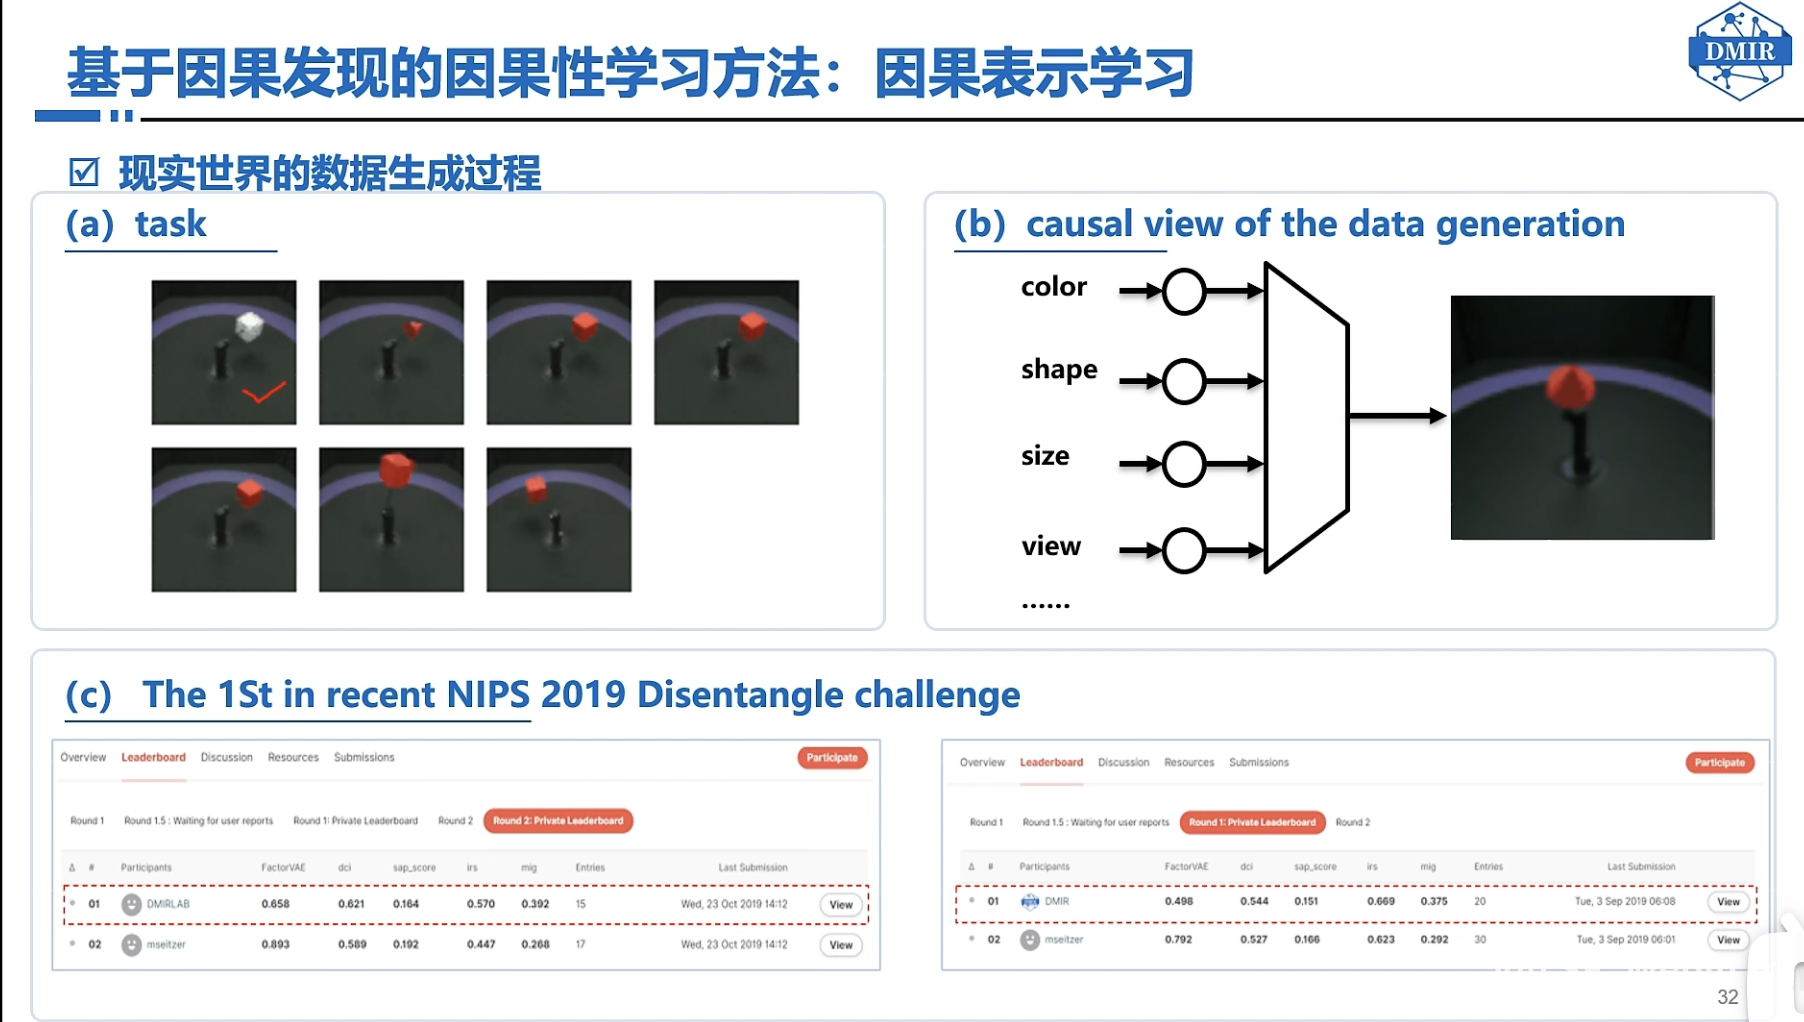 基于因果发现的因果性学习方法：因果表示学习
DMIR
现实世界的数据生成过程
(a) task
(b) causal view of the data generation
color
shape
size
view
......
(c) The 1St in recent NIPS 2019 Disentangle challenge
Overview Leaderboard Discussion Resources Submissions Participate
Round 1 Round 1.5 : Waiting for user reports Round 1: Private Leaderboard Round 2 Round 2: Private Leaderboard
Δ # Participants FactorVAE dci sap_score irs mig Entries Last Submission
01 DMIRLAB 0.658 0.621 0.164 0.570 0.392 15 Wed, 23 Oct 2019 14:12 View
02 mseitzer 0.893 0.589 0.192 0.447 0.268 17 Wed, 23 Oct 2019 14:12 View
Overview Leaderboard Discussion Resources Submissions Participate
Round 1 Round 1.5 : Waiting for user reports Round 1: Private Leaderboard Round 2
Δ # Participants FactorVAE dci sap_score irs mig Entries Last Submission
01 DMIR 0.498 0.544 0.151 0.669 0.375 20 Tue, 3 Sep 2019 06:08 View
02 mseitzer 0.792 0.527 0.166 0.623 0.292 30 Tue, 3 Sep 2019 06:01 View
32